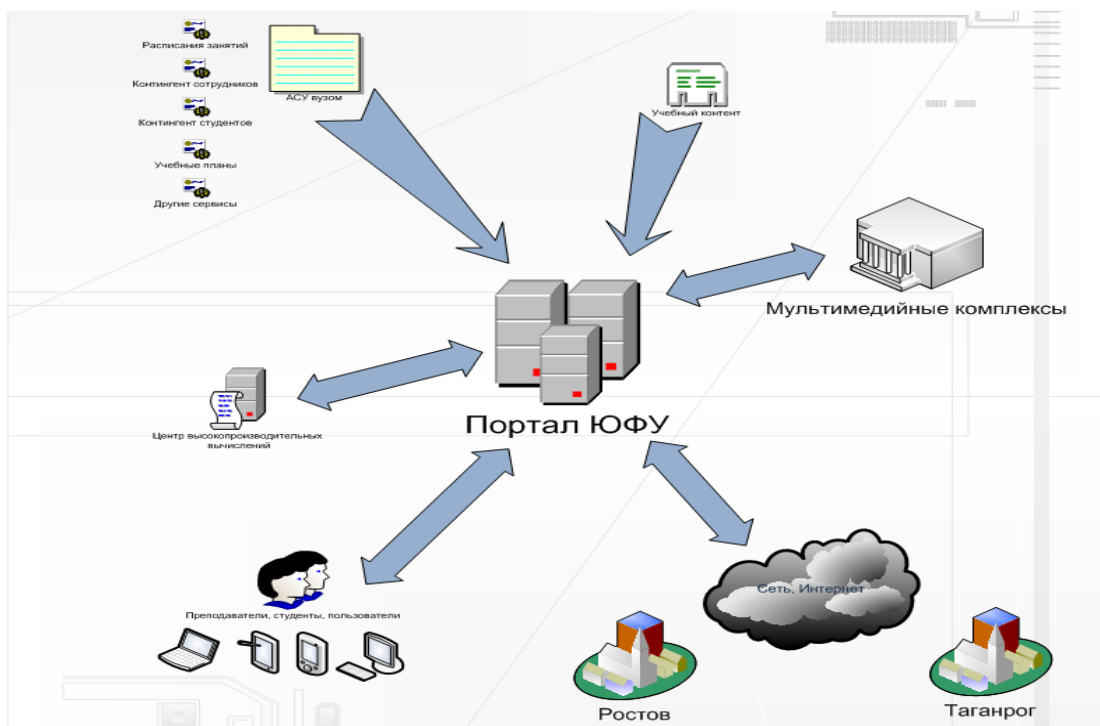 Расписания занятий
Контингент сотрудников
Контингент студентов
Учебные планы
Другие сервисы
АСУ вузом
Учебный контент
Мультимедийные комплексы
Портал ЮФУ
Центр высокопроизводительных
вычислений
Преподаватели, студенты, пользователи
Сеть, Интернет
Ростов
Таганрог